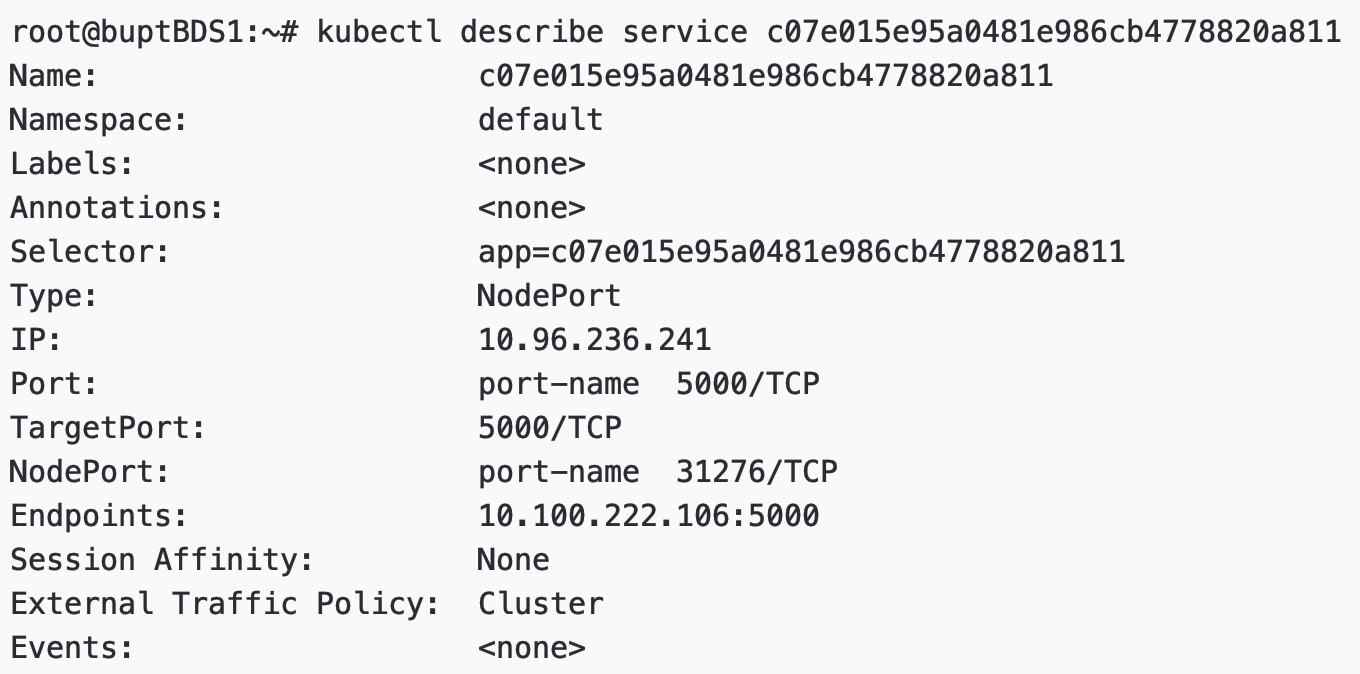 root@buptBDS1:~# kubectl describe service c07e015e95a0481e986cb4778820a811
Name:                     c07e015e95a0481e986cb4778820a811
Namespace:                default
Labels:                   <none>
Annotations:              <none>
Selector:                 app=c07e015e95a0481e986cb4778820a811
Type:                     NodePort
IP:                       10.96.236.241
Port:                     port-name  5000/TCP
TargetPort:               5000/TCP
NodePort:                 port-name  31276/TCP
Endpoints:                10.100.222.106:5000
Session Affinity:         None
External Traffic Policy:  Cluster
Events:                   <none>